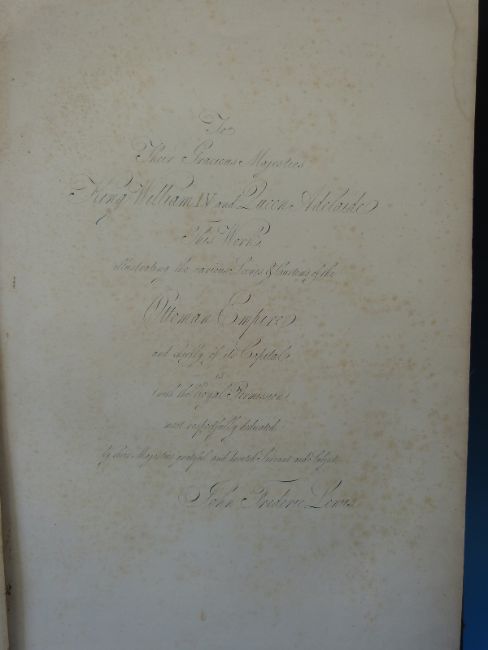 To
Their Gracious Majesties
King William IV and Queen Adelaide
This Work,
illustrating the various Scenes & Customs of the
Ottoman Empire
and chiefly of its Capital,
is
(with the Royal Permission)
most respectfully dedicated
by their Majesties grateful and devoted Servant and Subject
John Frederic Lewis